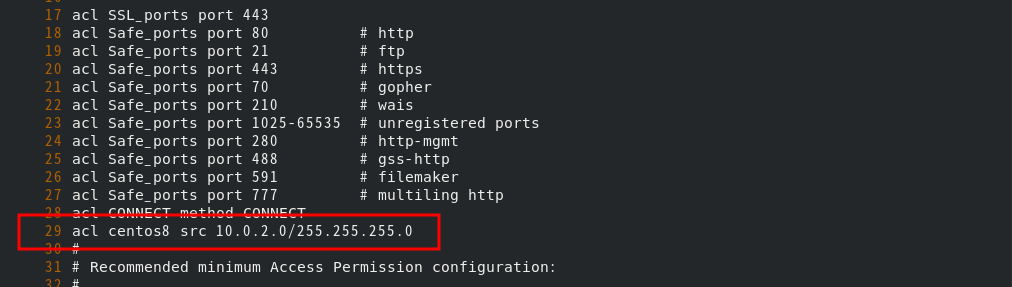 17 acl SSL_ports port 443
18 acl Safe_ports port 80 # http
19 acl Safe_ports port 21 # ftp
20 acl Safe_ports port 443 # https
21 acl Safe_ports port 70 # gopher
22 acl Safe_ports port 210 # wais
23 acl Safe_ports port 1025-65535 # unregistered ports
24 acl Safe_ports port 280 # http-mgmt
25 acl Safe_ports port 488 # gss-http
26 acl Safe_ports port 591 # filemaker
27 acl Safe_ports port 777 # multiling http
28 acl CONNECT method CONNECT
29 acl centos8 src 10.0.2.0/255.255.255.0
30 #
31 # Recommended minimum Access Permission configuration:
32 #